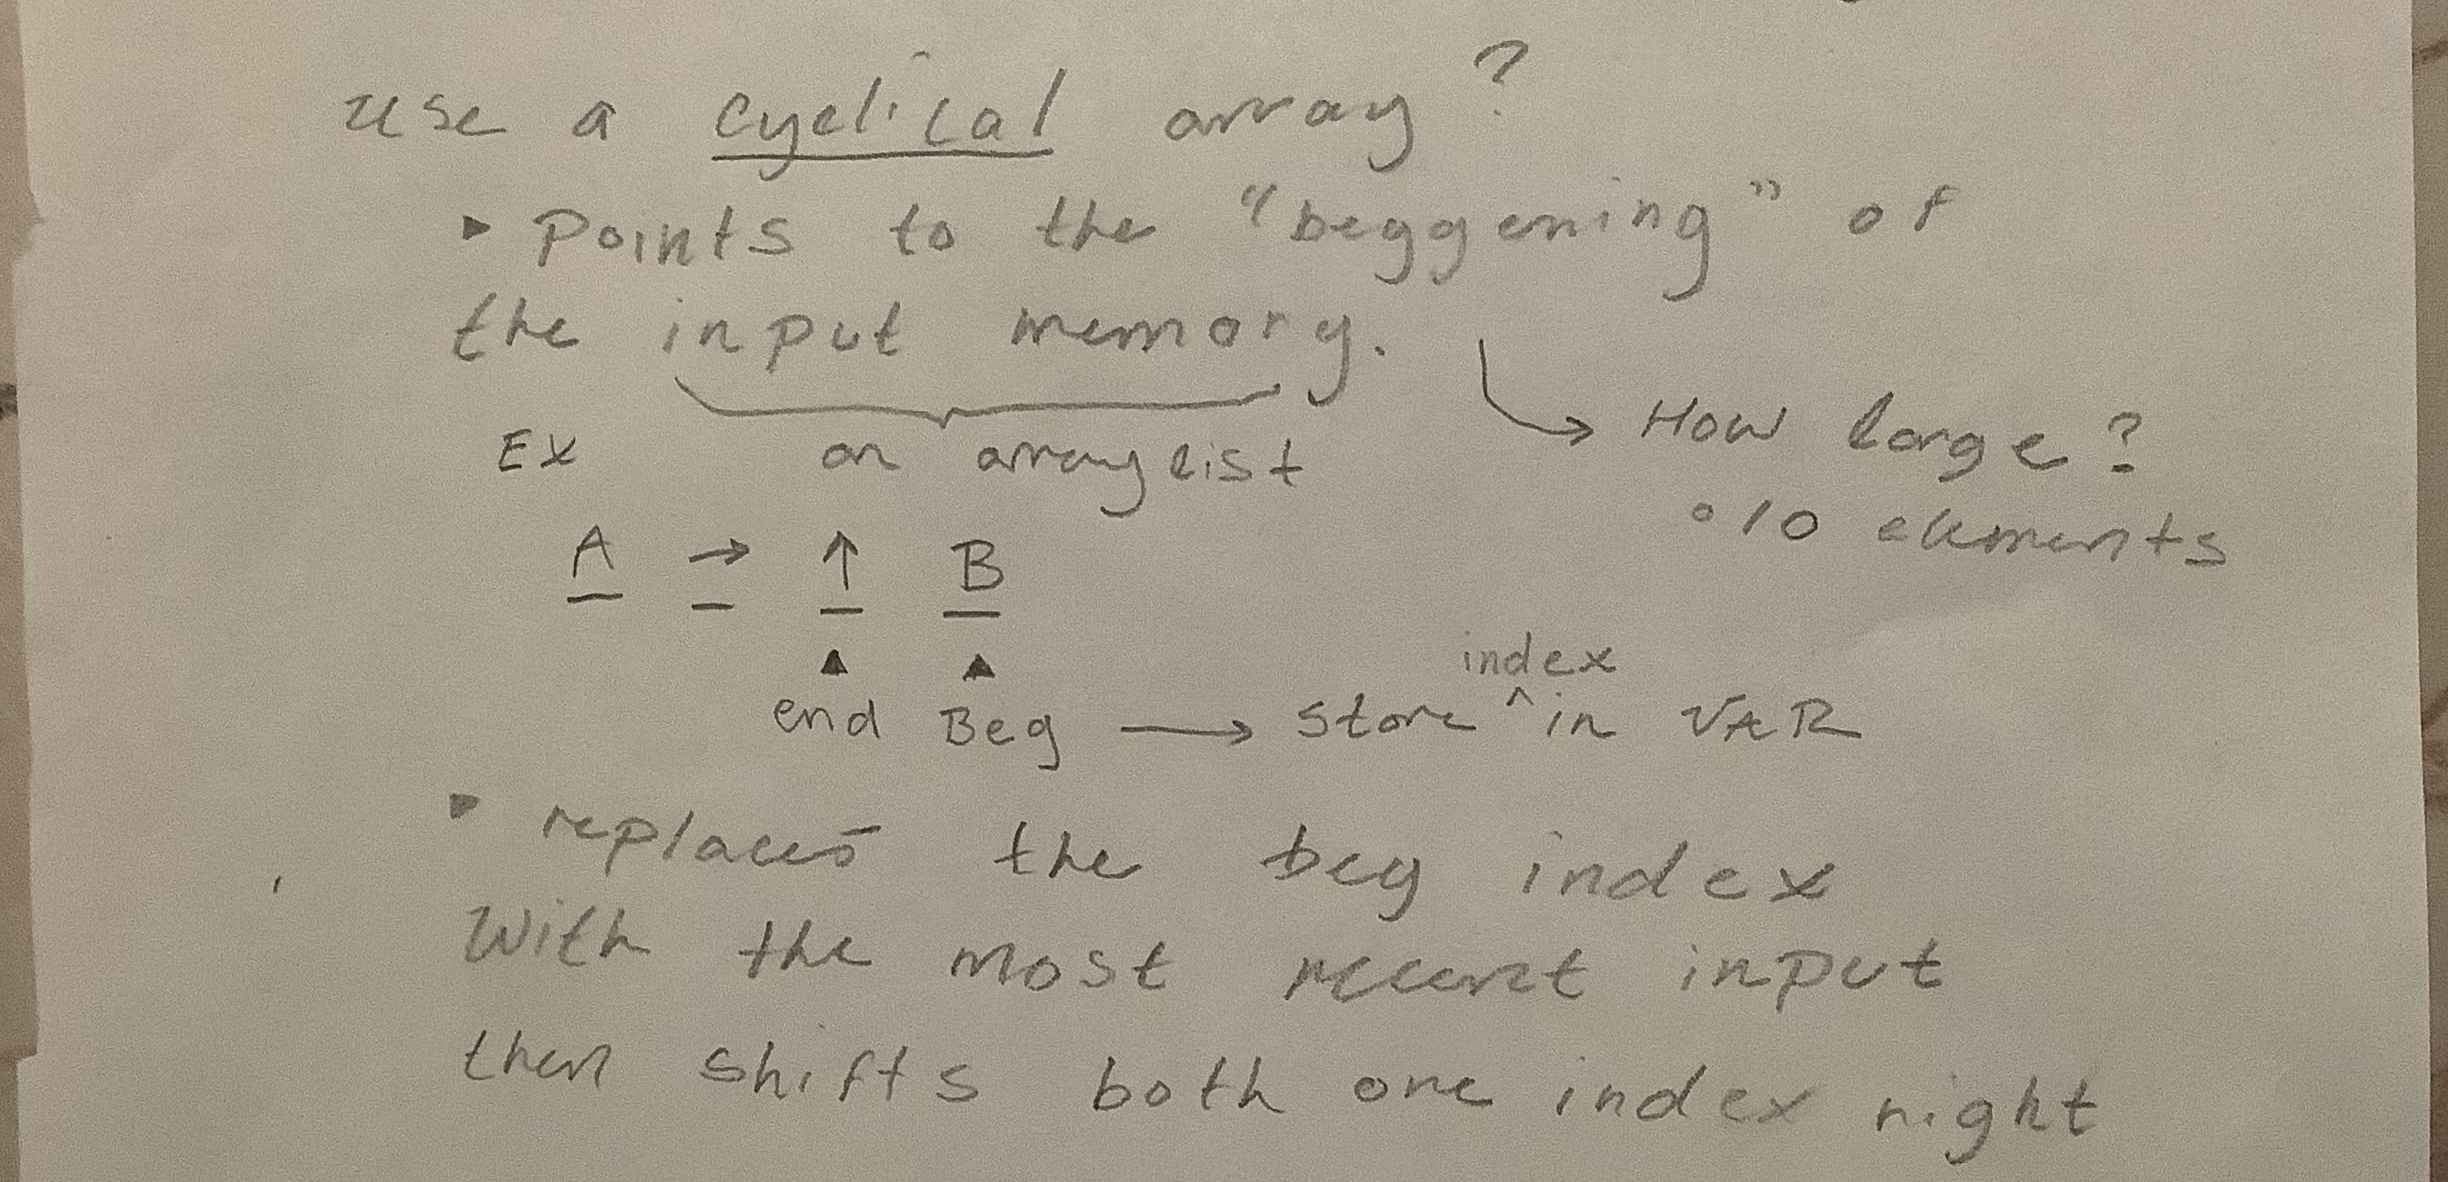 use a cyclical array?
▸ Points to the "beggening" of
the input memory.
→ How large?
Ex an arraylist
◦ 10 elements
A → ↑ B
▲ ▲
index
end Beg → store ^ in VAR
▸ replaces the beg index
With the most recent input
then shifts both one index right